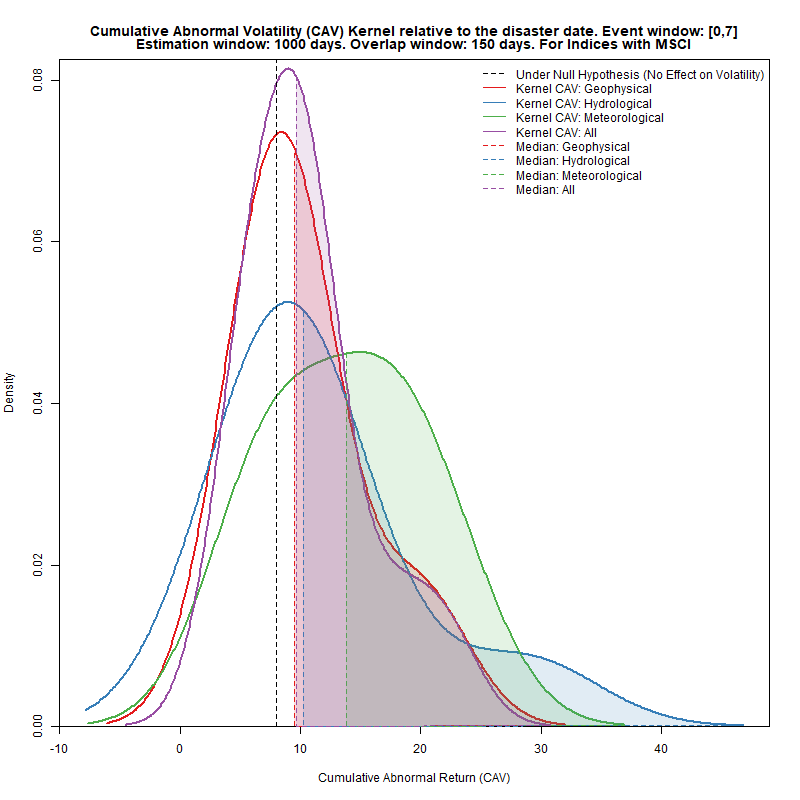 Cumulative Abnormal Volatility (CAV) Kernel relative to the disaster date. Event window: [0,7]
Estimation window: 1000 days. Overlap window: 150 days. For Indices with MSCI
Under Null Hypothesis (No Effect on Volatility)
Kernel CAV: Geophysical
Kernel CAV: Hydrological
Kernel CAV: Meteorological
Kernel CAV: All
Median: Geophysical
Median: Hydrological
Median: Meteorological
Median: All
0.08
0.06
0.04
0.02
0.00
Density
-10 0 10 20 30 40
Cumulative Abnormal Return (CAV)